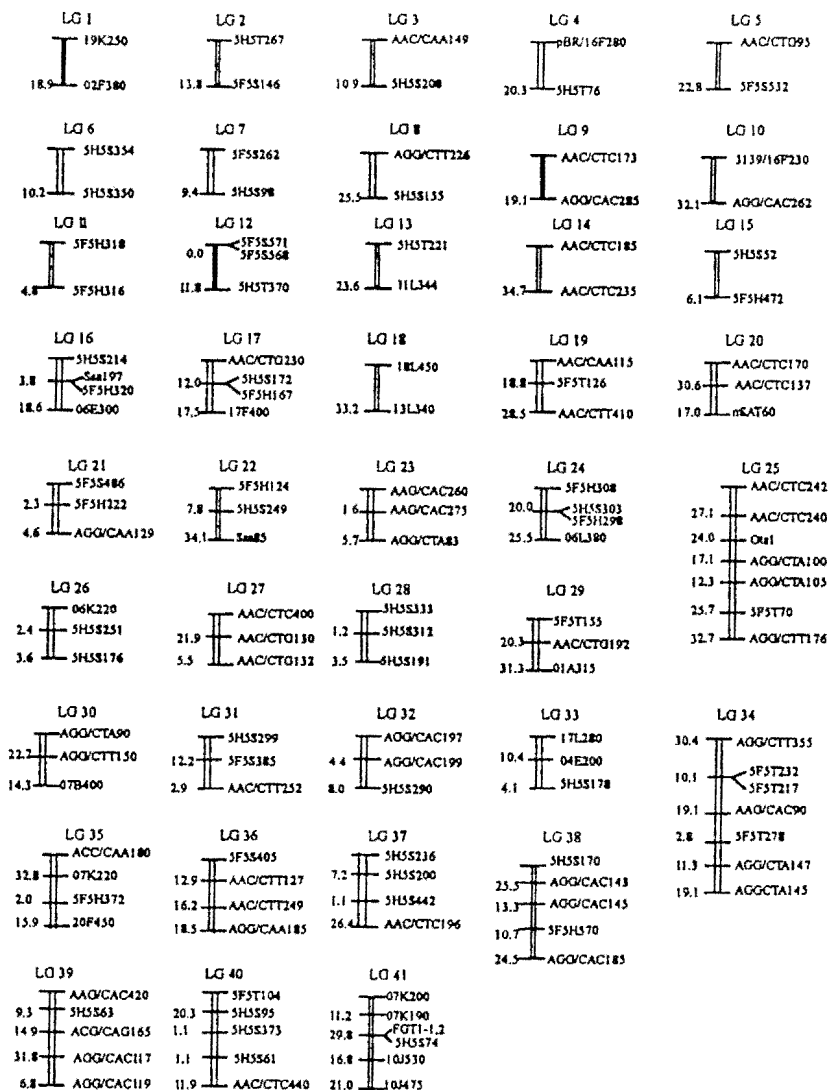 LG 1
19K250
18.9 02F380
LG 2
5H5T267
13.8 5F5S146
LG 3
AAC/CAA149
10.9 5H5S208
LG 4
pBR/16F280
20.3 5H5T76
LG 5
AAC/CTG95
22.8 5F5S532
LG 6
5H5S354
10.2 5H5S350
LG 7
5F5S262
9.4 5H5S98
LG 8
AGG/CTT226
25.5 5H5S155
LG 9
AAC/CTC173
19.1 AGG/CAC285
LG 10
3139/16F230
32.1 AGG/CAC262
LG 11
5F5H318
4.8 5F5H316
LG 12
5F5S571
0.0 5F5S568
11.8 5H5T370
LG 13
5H5T221
23.6 11L344
LG 14
AAC/CTC185
34.7 AAC/CTC235
LG 15
5H5S52
6.1 5F5H472
LG 16
5H5S214
3.8 Ssa197
5F5H320
18.6 06E300
LG 17
AAC/CTG230
12.0 5H5S172
5F5H167
17.5 17F400
LG 18
18L450
33.2 13L340
LG 19
AAC/CAA115
18.8 5F5T126
28.5 AAC/CTT410
LG 20
AAC/CTC170
30.6 AAC/CTC137
17.0 mSAT60
LG 21
5F5S486
2.3 5F5H222
4.6 AGG/CAA129
LG 22
5F5H124
7.8 5H5S249
34.1 Ssa85
LG 23
AAG/CAC260
1.6 AAG/CAC275
5.7 AGG/CTA83
LG 24
5F5H308
20.0 5H5S303
5F5H298
25.5 06L380
LG 25
AAC/CTC242
27.1 AAC/CTC240
24.0 Ots1
17.1 AGG/CTA100
12.3 AGG/CTA105
25.7 5F5T70
32.7 AGG/CTT176
LG 26
06K220
2.4 5H5S251
3.6 5H5S176
LG 27
AAC/CTC400
21.9 AAC/CTG130
5.5 AAC/CTG132
LG 28
5H5S333
1.2 5H5S312
3.5 5H5S191
LG 29
5F5T155
20.3 AAC/CTG192
31.3 01A315
LG 30
AGG/CTA90
22.7 AGG/CTT150
14.3 07B400
LG 31
5H5S299
12.2 5F5S385
2.9 AAC/CTT252
LG 32
AGG/CAC197
4.4 AGG/CAC199
8.0 5H5S290
LG 33
17L280
10.4 04E200
4.1 5H5S178
LG 34
30.4 AGG/CTT355
10.1 5F5T232
5F5T217
19.1 AAG/CAC90
2.8 5F5T278
11.3 AGG/CTA147
19.1 AGGCTA145
LG 35
ACC/CAA180
32.8 07K220
2.0 5F5H372
15.9 20F450
LG 36
5F5S405
12.9 AAC/CTT127
16.2 AAC/CTT249
18.5 AGG/CAA185
LG 37
5H5S236
7.2 5H5S200
1.1 5H5S442
26.4 AAC/CTC196
LG 38
5H5S170
25.5 AGG/CAC143
13.3 AGG/CAC145
10.7 5F5H570
24.5 AGG/CAC185
LG 39
AAG/CAC420
9.3 5H5S63
14.9 ACG/CAG165
31.8 AGG/CAC117
6.8 AGG/CAC119
LG 40
5F5T104
20.3 5H5S95
1.1 5H5S373
1.1 5H5S61
11.9 AAC/CTC440
LG 41
07K200
11.2 07K190
29.8 FGT1-1,2
5H5S74
16.8 10J530
21.0 10J475